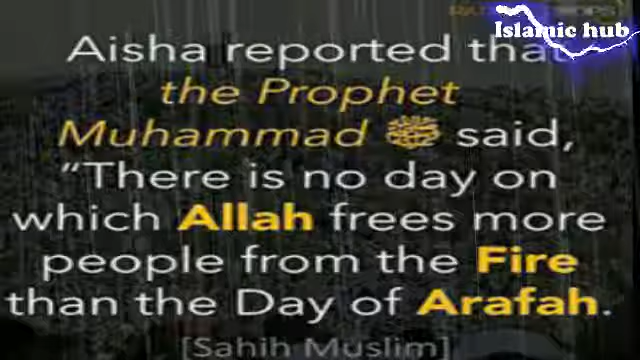 Islamic hub
Aisha reported that
the Prophet
Muhammad ﷺ said,
“There is no day on
which Allah frees more
people from the Fire
than the Day of Arafah.
[Sahih Muslim]